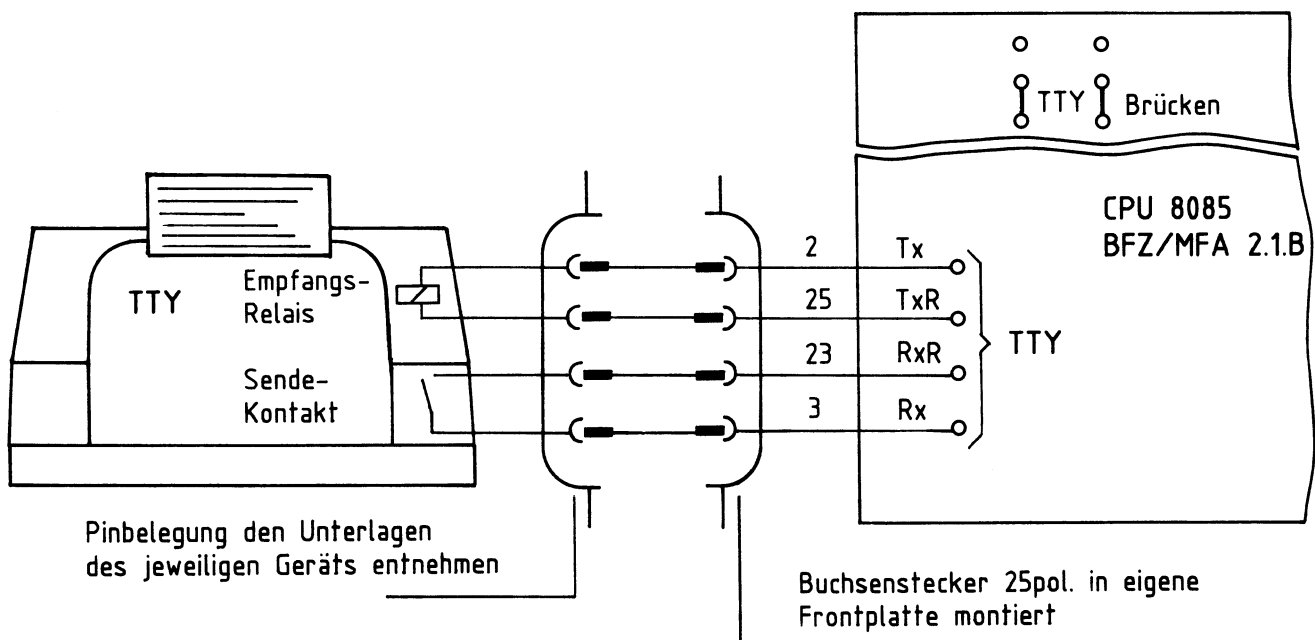 TTY Brücken
CPU 8085
BFZ/MFA 2.1.B
TTY
Empfangs-
Relais
Sende-
Kontakt
2 Tx
25 TxR
23 RxR
3 Rx
TTY
Pinbelegung den Unterlagen
des jeweiligen Geräts entnehmen
Buchsenstecker 25pol. in eigene
Frontplatte montiert